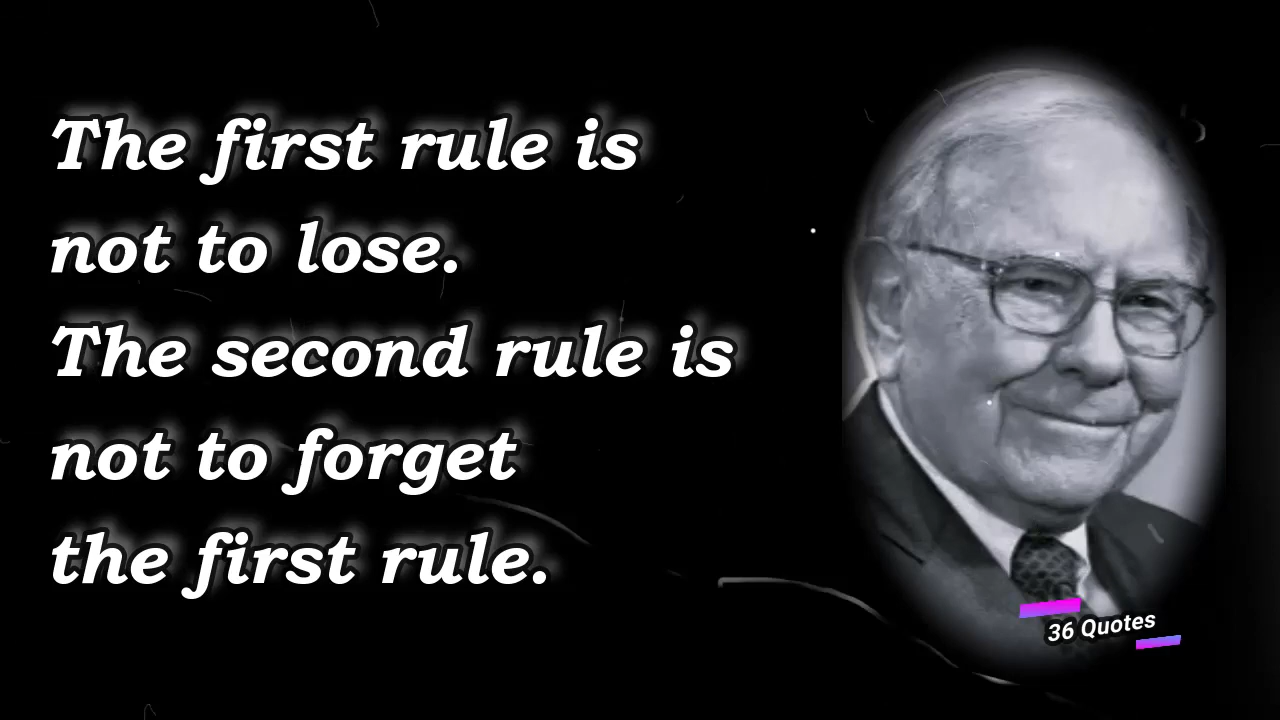 The first rule is
not to lose.
The second rule is
not to forget
the first rule.
36 Quotes